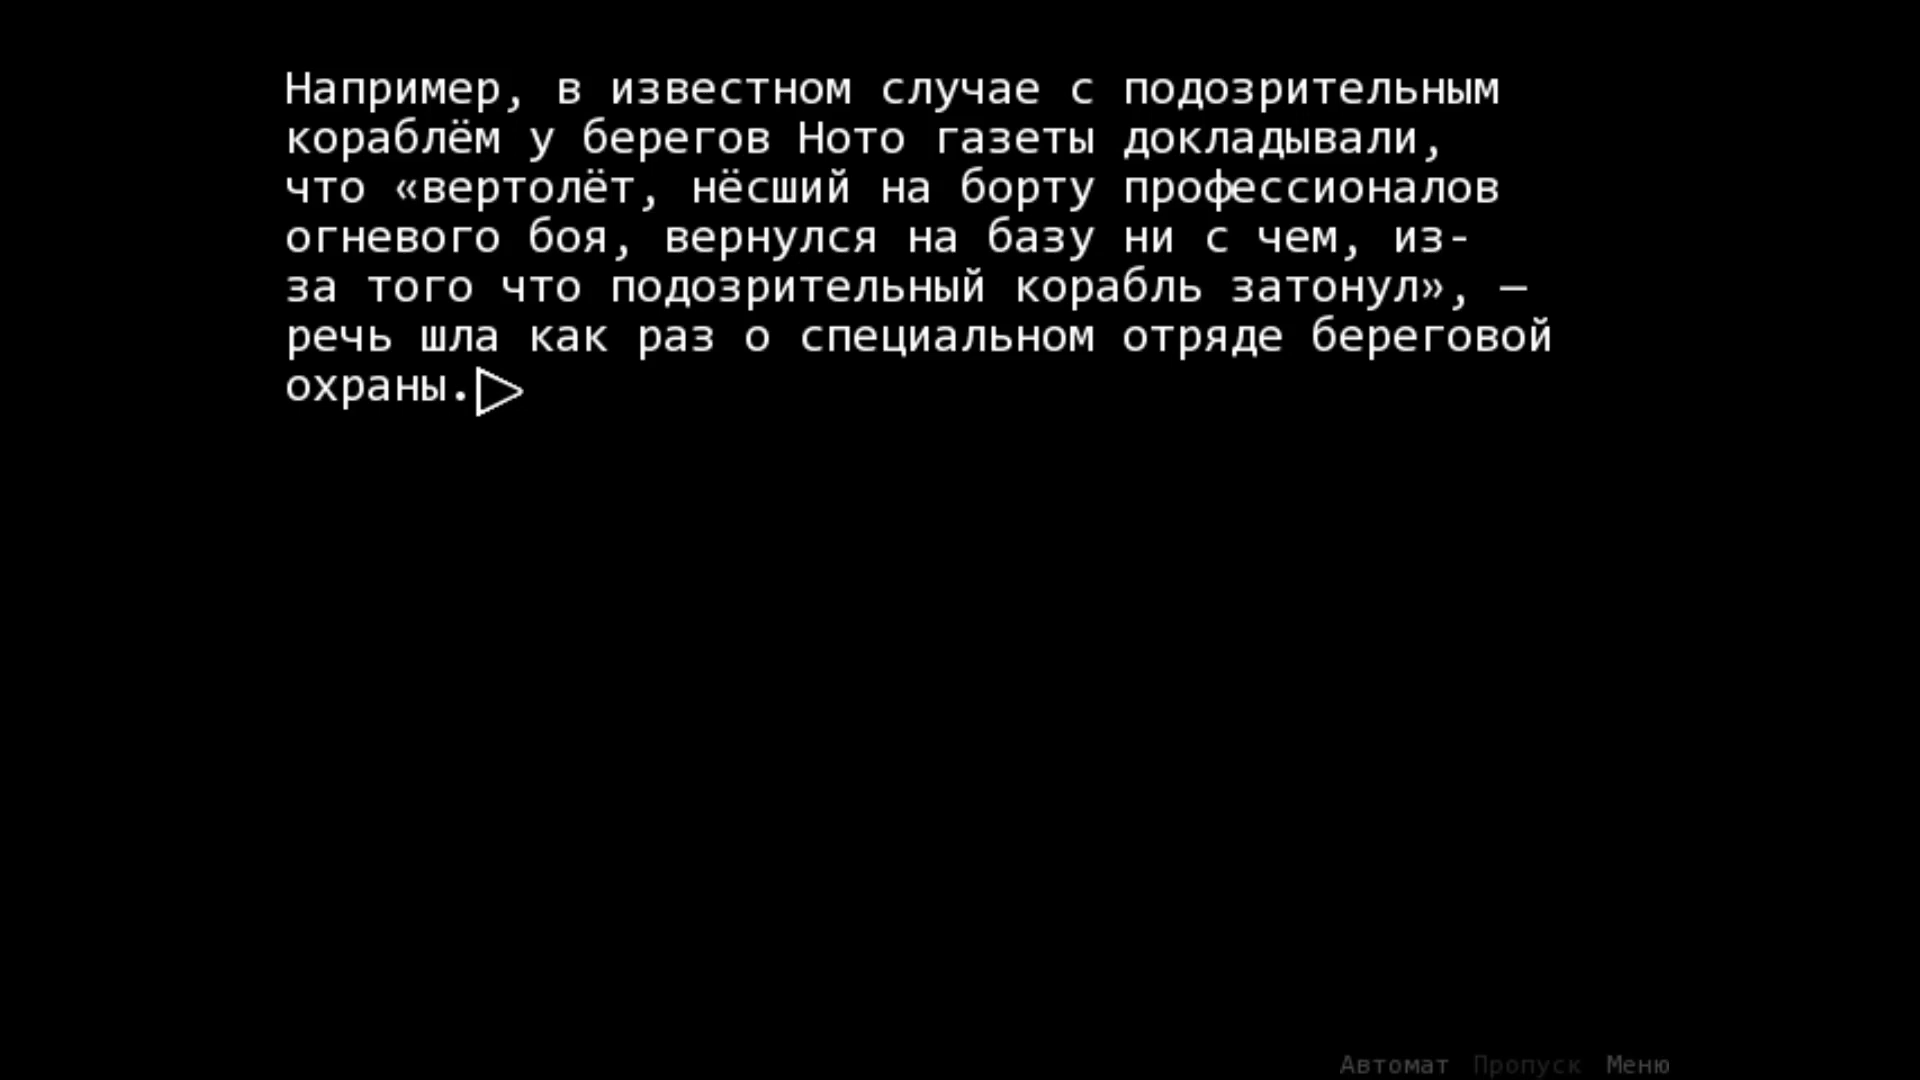 Например, в известном случае с подозрительным
кораблём у берегов Ното газеты докладывали,
что «вертолёт, нёсший на борту профессионалов
огневого боя, вернулся на базу ни с чем, из-
за того что подозрительный корабль затонул», —
речь шла как раз о специальном отряде береговой
охраны.
Автомат Пропуск Меню